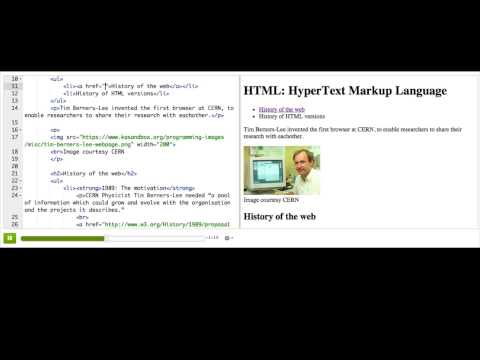 10 <ul>
11 <li><a href="">History of the web</a></li>
12 <li>History of HTML versions</li>
13 </ul>
14 <p>Tim Berners-Lee invented the first browser at CERN, to
enable researchers to share their research with eachother.</p>
15
16 <p>
17 <img src="https://www.kasandbox.org/programming-images
/misc/tim-berners-lee-webpage.png" width="200">
18 <br>Image courtesy CERN
19 </p>
20
21 <h2>History of the web</h2>
22 <ul>
23 <li><strong>1989: The motivation</strong>
24 <p>CERN Physicist Tim Berners-Lee needed "a pool
of information which could grow and evolve with the organisation
and the projects it describes."
25 <br>
26 <a href="http://www.w3.org/History/1989/proposal
HTML: HyperText Markup Language
History of the web
History of HTML versions
Tim Berners-Lee invented the first browser at CERN, to enable researchers to share their
research with eachother.
Image courtesy CERN
History of the web